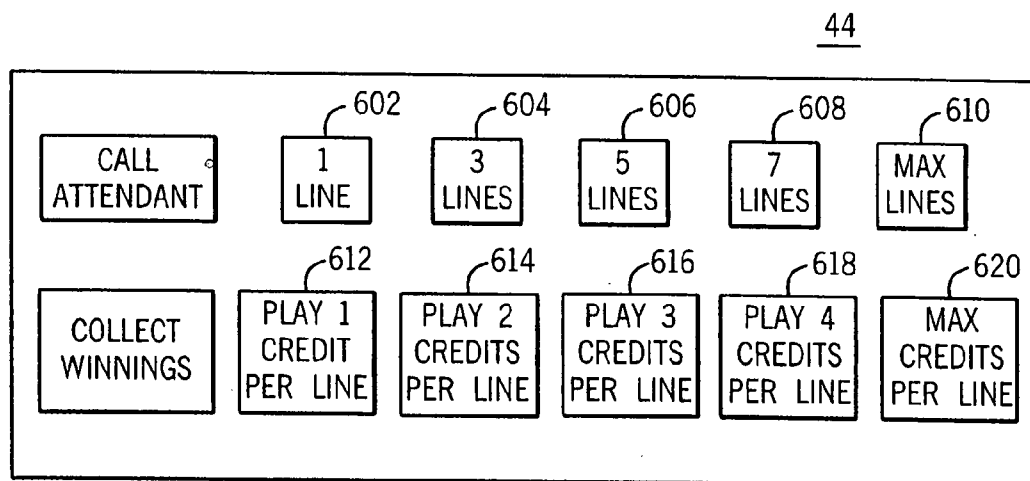 44
602
604
606
608
610
CALL
ATTENDANT
1
LINE
3
LINES
5
LINES
7
LINES
MAX
LINES
612
614
616
618
620
COLLECT
WINNINGS
PLAY 1
CREDIT
PER LINE
PLAY 2
CREDITS
PER LINE
PLAY 3
CREDITS
PER LINE
PLAY 4
CREDITS
PER LINE
MAX
CREDITS
PER LINE